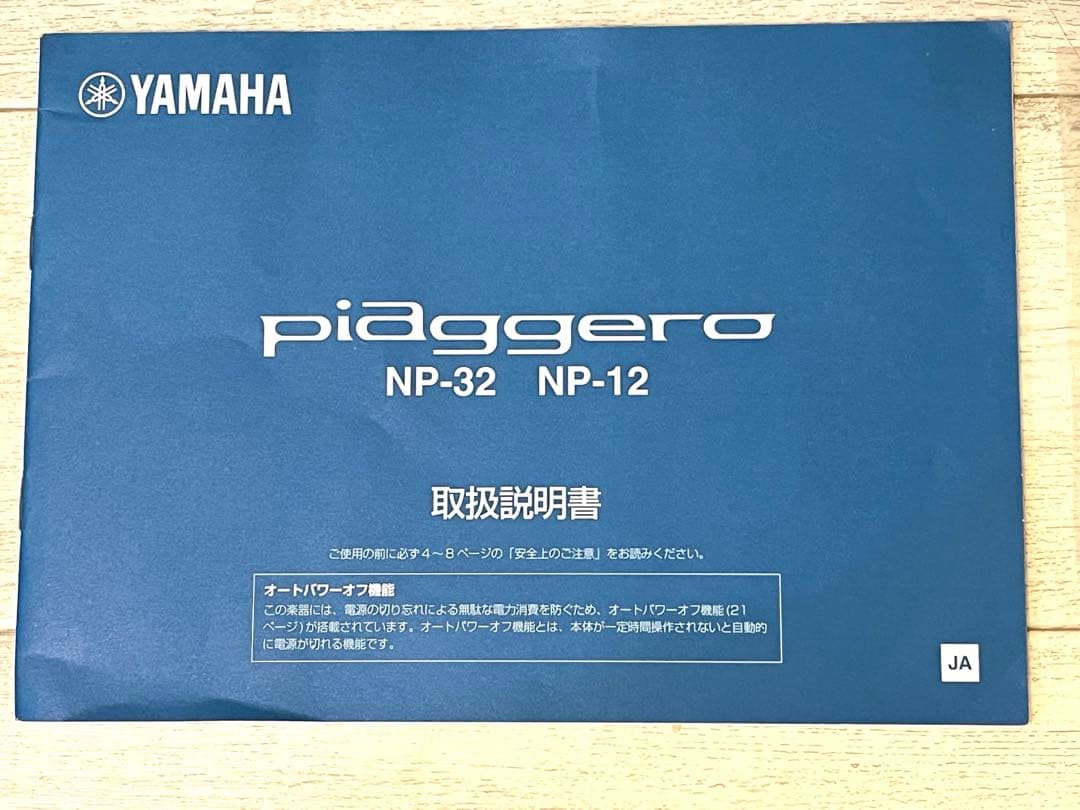 YAMAHA
piaggero
NP-32 NP-12
取扱説明書
ご使用の前に必ず4～8ページの「安全上のご注意」をお読みください。
オートパワーオフ機能
この楽器には、電源の切り忘れによる無駄な電力消費を防ぐため、オートパワーオフ機能(21
ページ)が搭載されています。オートパワーオフ機能とは、本体が一定時間操作されないと自動的
に電源が切れる機能です。
JA